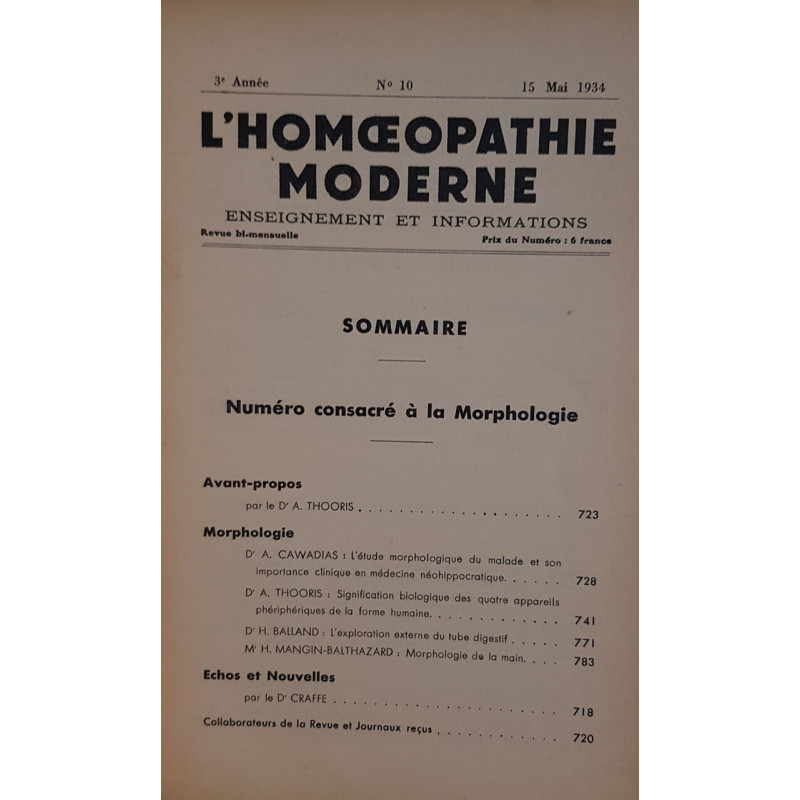 3e Année No 10 15 Mai 1934
L'HOMŒOPATHIE
MODERNE
ENSEIGNEMENT ET INFORMATIONS
Revue bi-mensuelle Prix du Numéro : 6 francs
SOMMAIRE
Numéro consacré à la Morphologie
Avant-propos
par le Dr A. THOORIS . . . . . . . . . . . . . . . . . . 723
Morphologie
Dr A. CAWADIAS : L'étude morphologique du malade et son
importance clinique en médecine néohippocratique. . . . . . 728
Dr A. THOORIS : Signification biologique des quatre appareils
phériphériques de la forme humaine. . . . . . . . . . . . 741
Dr H. BALLAND : L'exploration externe du tube digestif . . . . . 771
Mr H. MANGIN-BALTHAZARD : Morphologie de la main. . . . 783
Echos et Nouvelles
par le Dr CRAFFE . . . . . . . . . . . . . . . . . . . . 718
Collaborateurs de la Revue et Journaux reçus . . . . . . . . . . . 720